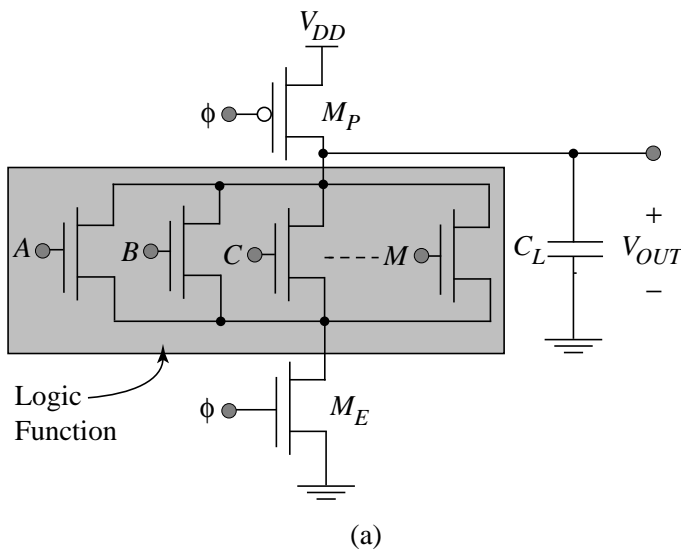 V_DD
ϕ
M_P
A
B
C
M
C_L
+
V_OUT
−
Logic
Function
ϕ
M_E
(a)